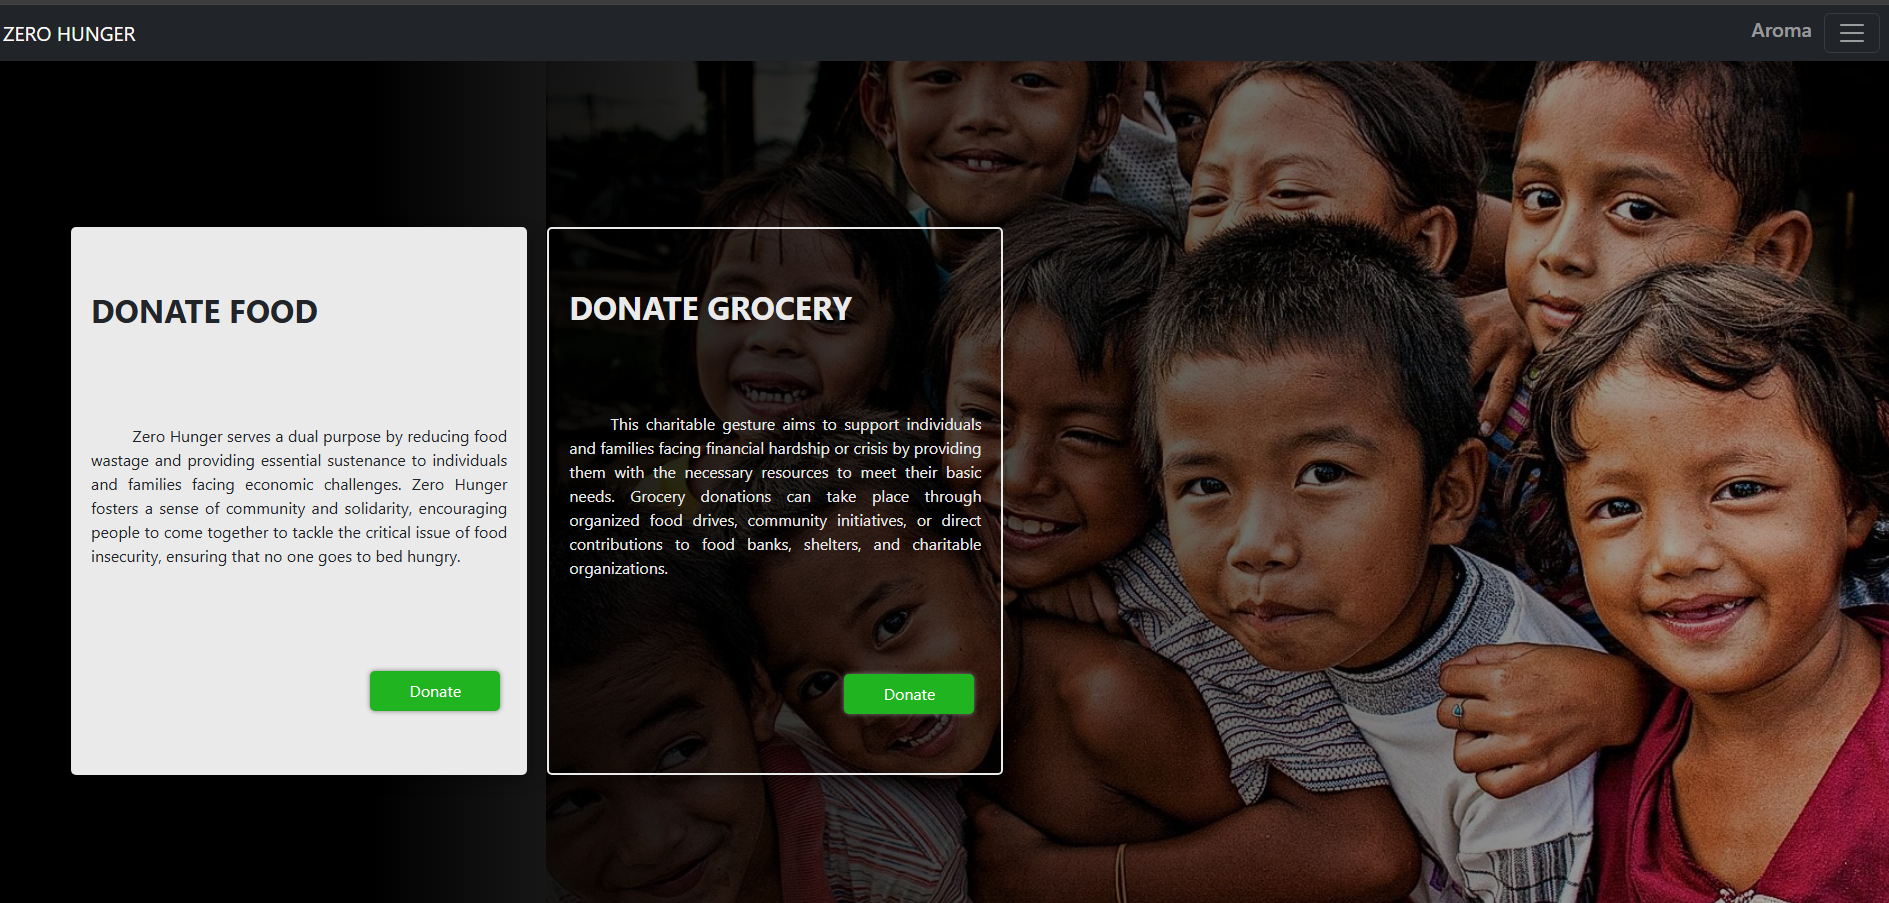 ZERO HUNGER
Aroma
DONATE FOOD
Zero Hunger serves a dual purpose by reducing food
wastage and providing essential sustenance to individuals
and families facing economic challenges. Zero Hunger
fosters a sense of community and solidarity, encouraging
people to come together to tackle the critical issue of food
insecurity, ensuring that no one goes to bed hungry.
Donate
DONATE GROCERY
This charitable gesture aims to support individuals
and families facing financial hardship or crisis by providing
them with the necessary resources to meet their basic
needs. Grocery donations can take place through
organized food drives, community initiatives, or direct
contributions to food banks, shelters, and charitable
organizations.
Donate